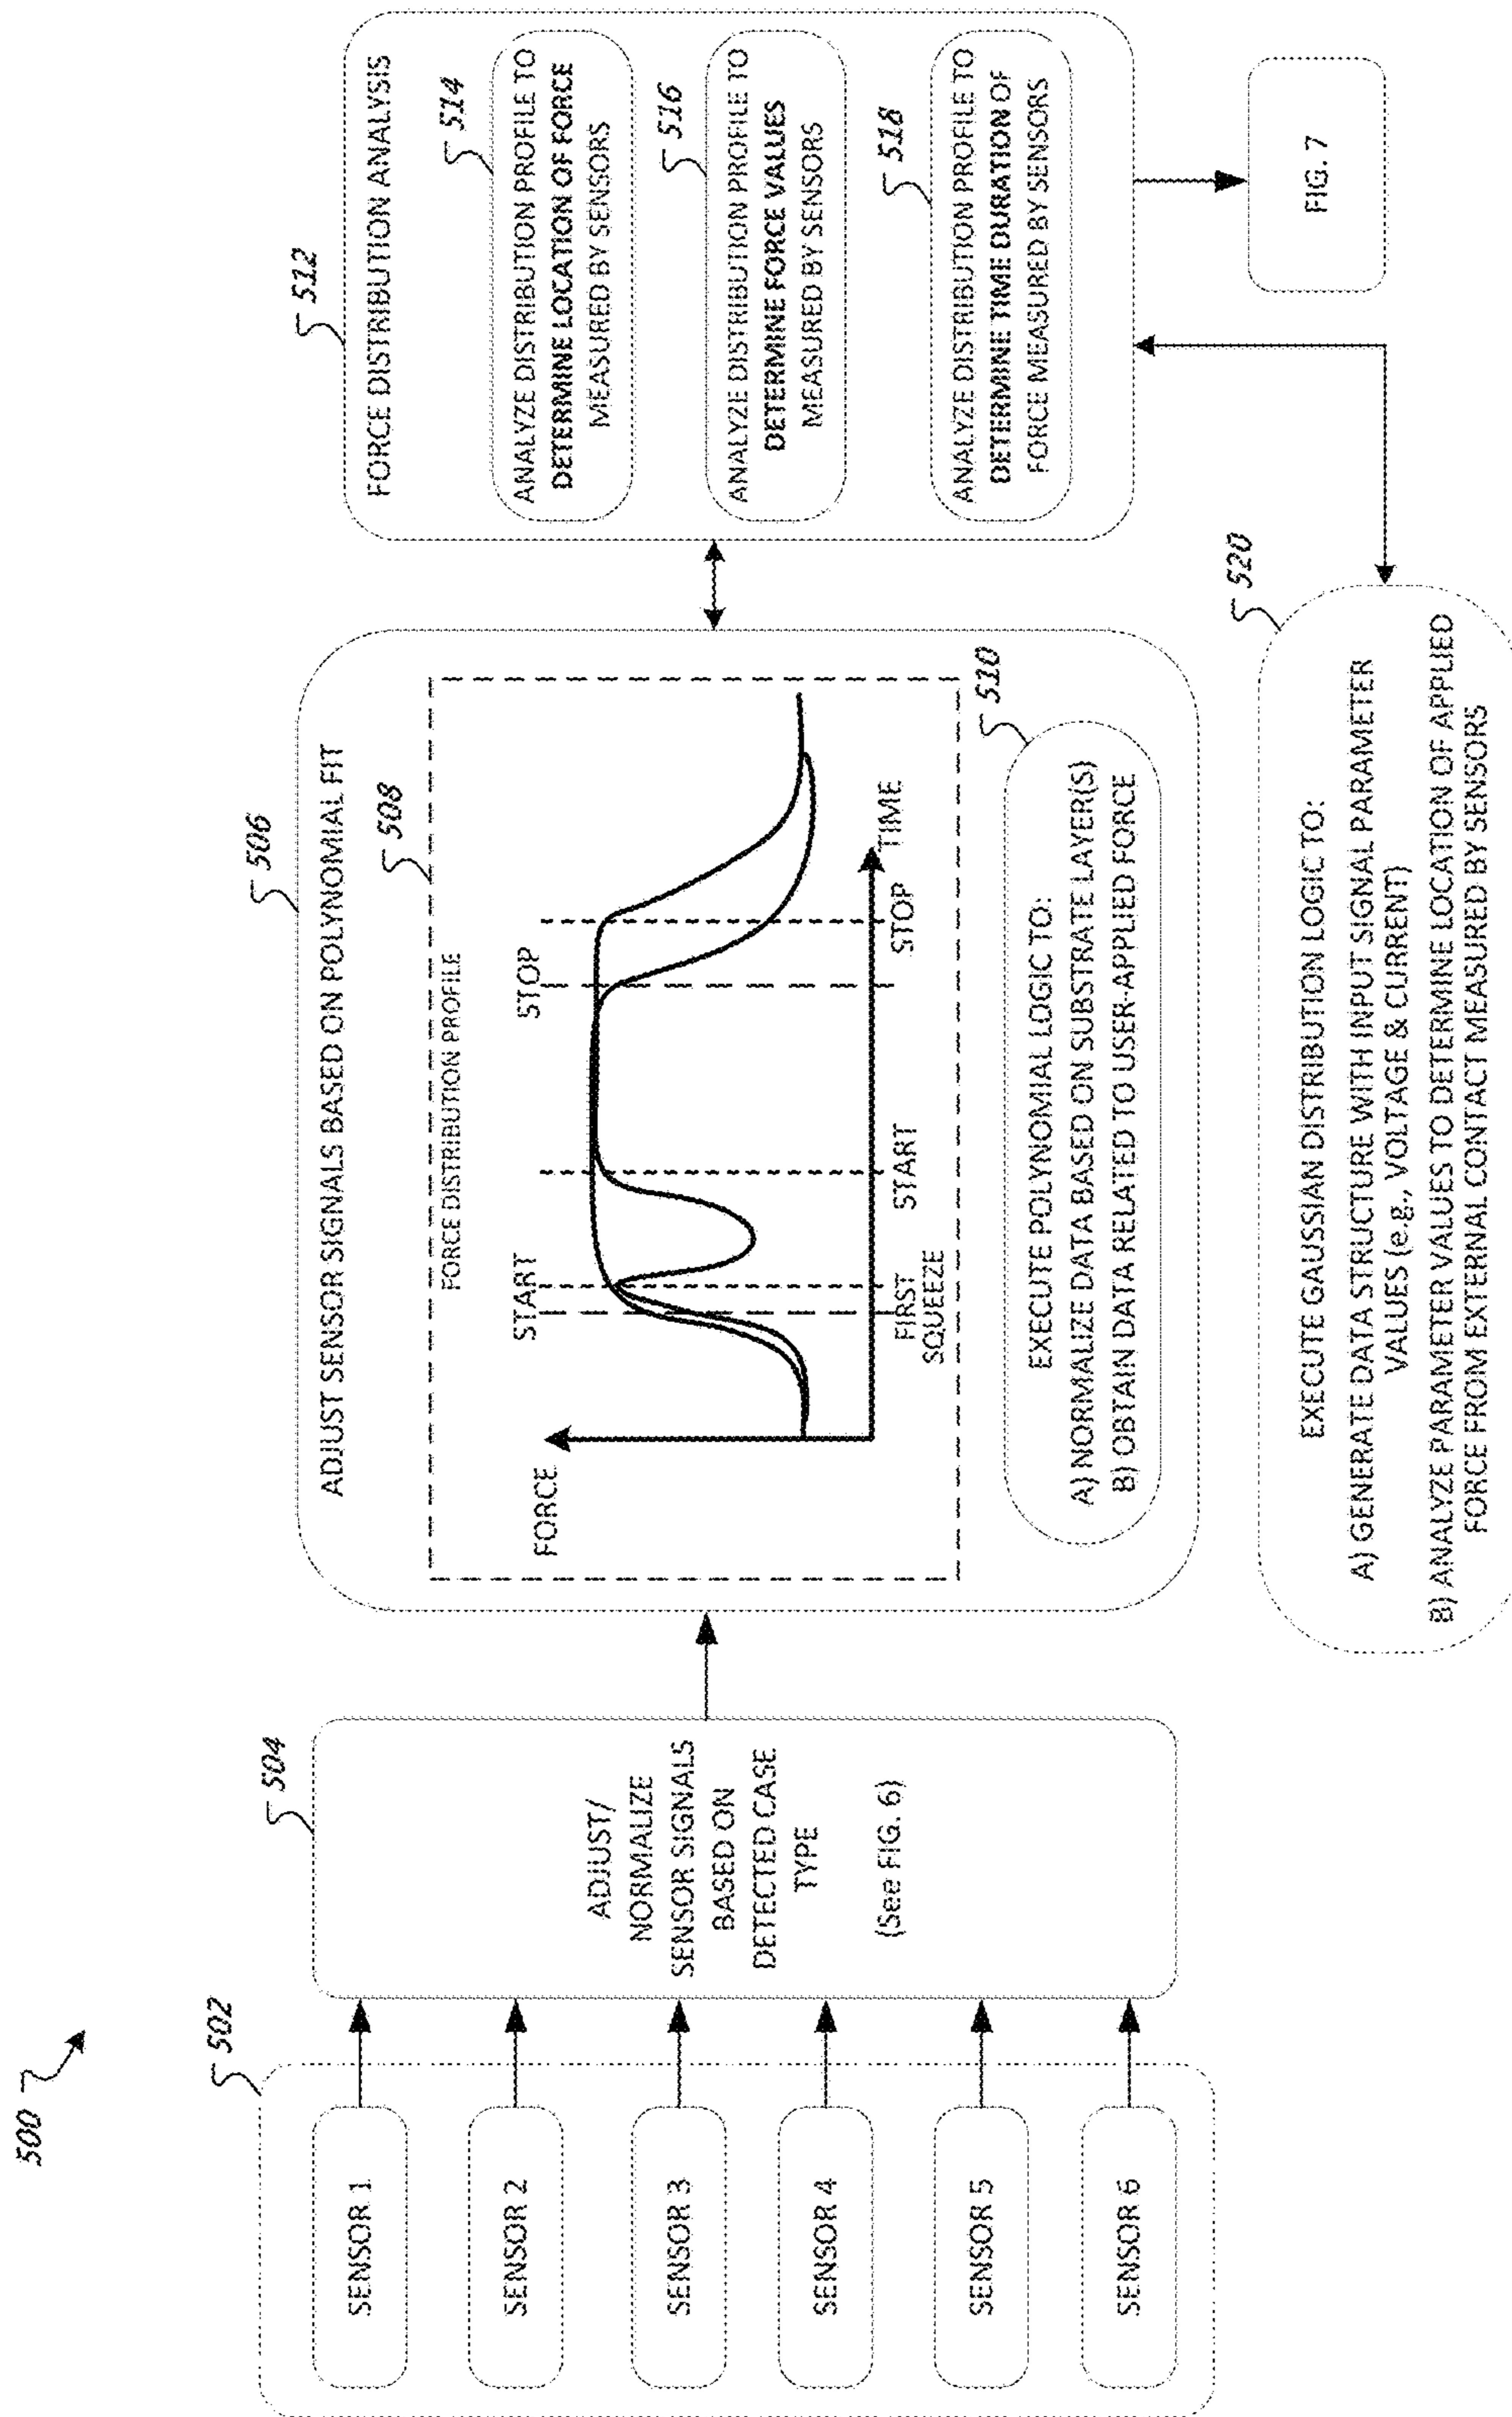 500
502
SENSOR 1
SENSOR 2
SENSOR 3
SENSOR 4
SENSOR 5
SENSOR 6
504
ADJUST/
NORMALIZE
SENSOR SIGNALS
BASED ON
DETECTED CASE
TYPE
(See FIG. 6)
506
ADJUST SENSOR SIGNALS BASED ON POLYNOMIAL FIT
508
FORCE DISTRIBUTION PROFILE
FORCE
START
STOP
FIRST
SQUEEZE
START
STOP
TIME
510
EXECUTE POLYNOMIAL LOGIC TO:
A) NORMALIZE DATA BASED ON SUBSTRATE LAYER(S)
B) OBTAIN DATA RELATED TO USER-APPLIED FORCE
512
FORCE DISTRIBUTION ANALYSIS
514
ANALYZE DISTRIBUTION PROFILE TO
DETERMINE LOCATION OF FORCE
MEASURED BY SENSORS
516
ANALYZE DISTRIBUTION PROFILE TO
DETERMINE FORCE VALUES
MEASURED BY SENSORS
518
ANALYZE DISTRIBUTION PROFILE TO
DETERMINE TIME DURATION OF
FORCE MEASURED BY SENSORS
520
EXECUTE GAUSSIAN DISTRIBUTION LOGIC TO:
A) GENERATE DATA STRUCTURE WITH INPUT SIGNAL PARAMETER
VALUES (e.g., VOLTAGE & CURRENT)
B) ANALYZE PARAMETER VALUES TO DETERMINE LOCATION OF APPLIED
FORCE FROM EXTERNAL CONTACT MEASURED BY SENSORS
FIG. 7